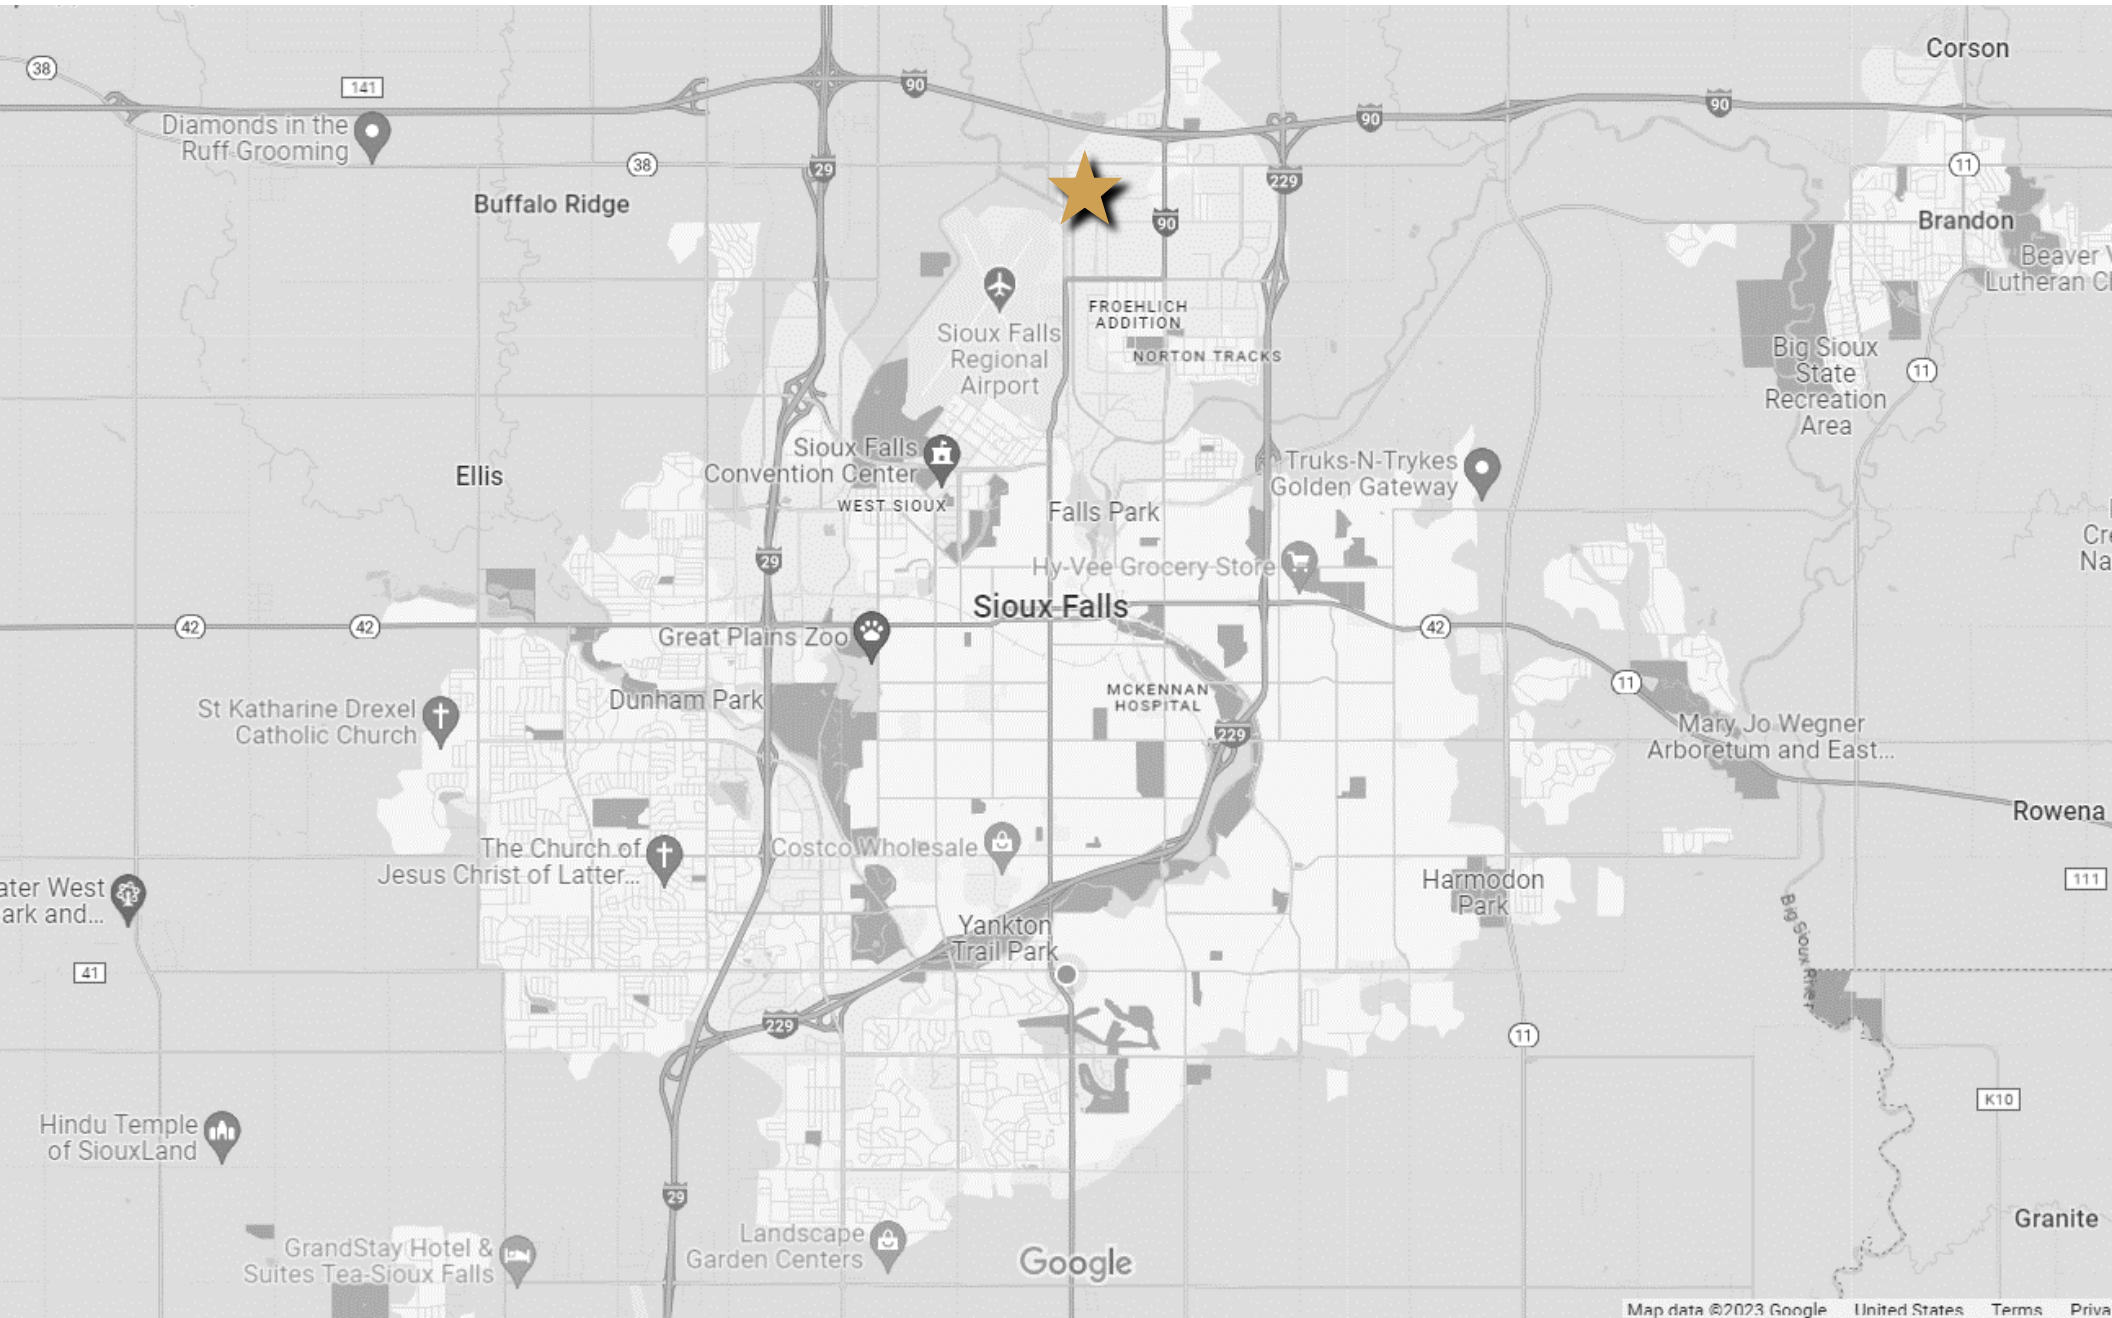 Corson
38
141
90
90
90
Diamonds in the
Ruff Grooming
38
29
229
11
Buffalo Ridge
90
Brandon
Beaver V
Lutheran C
FROEHLICH
ADDITION
Sioux Falls
Regional
Airport
NORTON TRACKS
Big Sioux
State
Recreation
Area
11
Sioux Falls
Convention Center
WEST SIOUX
Ellis
Truks-N-Trykes
Golden Gateway
Falls Park
Cre
Na
29
Hy-Vee Grocery Store
Sioux Falls
42
42
42
Great Plains Zoo
11
Dunham Park
MCKENNAN
HOSPITAL
St Katharine Drexel
Catholic Church
229
Mary Jo Wegner
Arboretum and East...
Rowena
The Church of
Jesus Christ of Latter...
Costco Wholesale
Harmodon
Park
111
ater West
ark and...
Yankton
Trail Park
Big Sioux River
41
229
11
K10
Hindu Temple
of SiouxLand
29
Granite
GrandStay Hotel &
Suites Tea-Sioux Falls
Landscape
Garden Centers
Google
Map data ©2023 Google United States Terms Priva